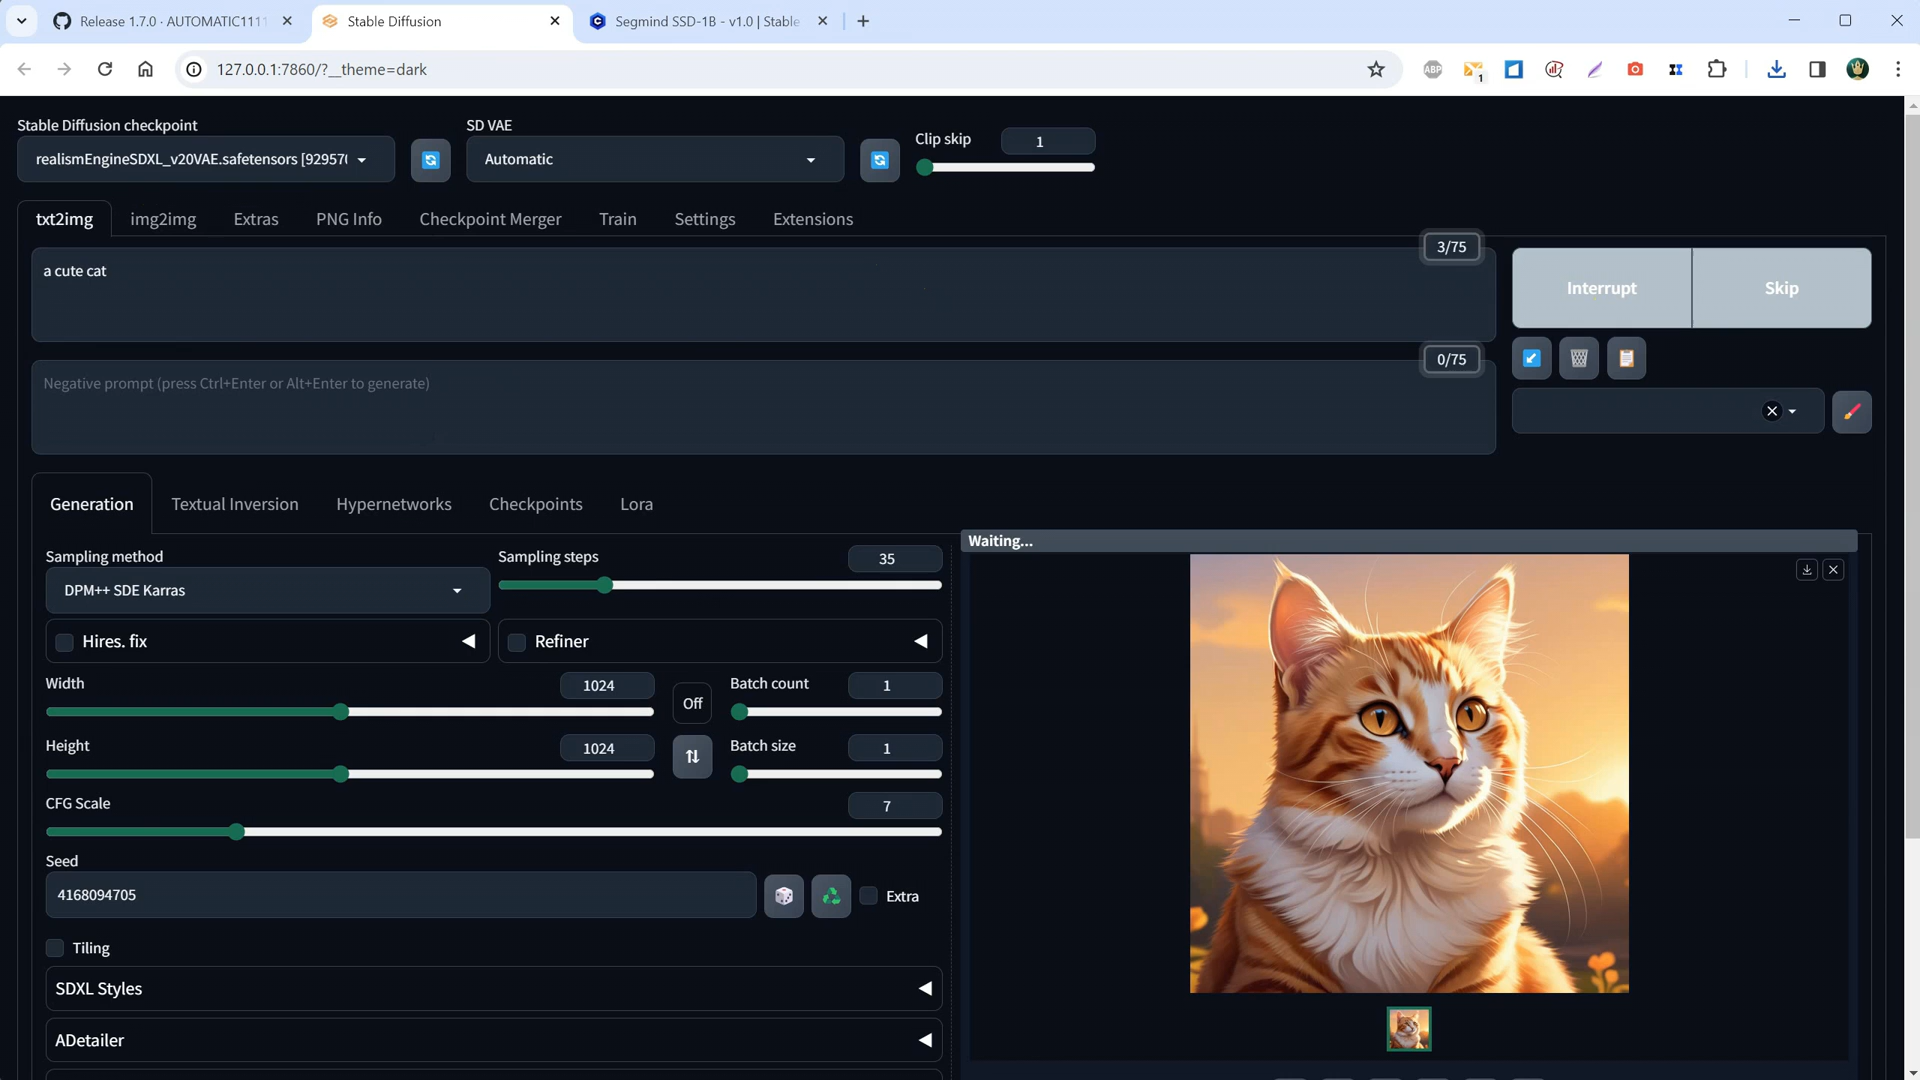 Release 1.7.0 · AUTOMATIC1111
Stable Diffusion
Segmind SSD-1B - v1.0 | Stable
127.0.0.1:7860/?__theme=dark
ABP
1
Stable Diffusion checkpoint
SD VAE
Clip skip
1
realismEngineSDXL_v20VAE.safetensors [92957
Automatic
txt2img
img2img
Extras
PNG Info
Checkpoint Merger
Train
Settings
Extensions
3/75
a cute cat
Interrupt
Skip
0/75
Negative prompt (press Ctrl+Enter or Alt+Enter to generate)
Generation
Textual Inversion
Hypernetworks
Checkpoints
Lora
Waiting...
Sampling method
Sampling steps
35
DPM++ SDE Karras
Hires. fix
Refiner
Width
1024
Off
Batch count
1
Height
1024
Batch size
1
CFG Scale
7
Seed
4168094705
Extra
Tiling
SDXL Styles
ADetailer